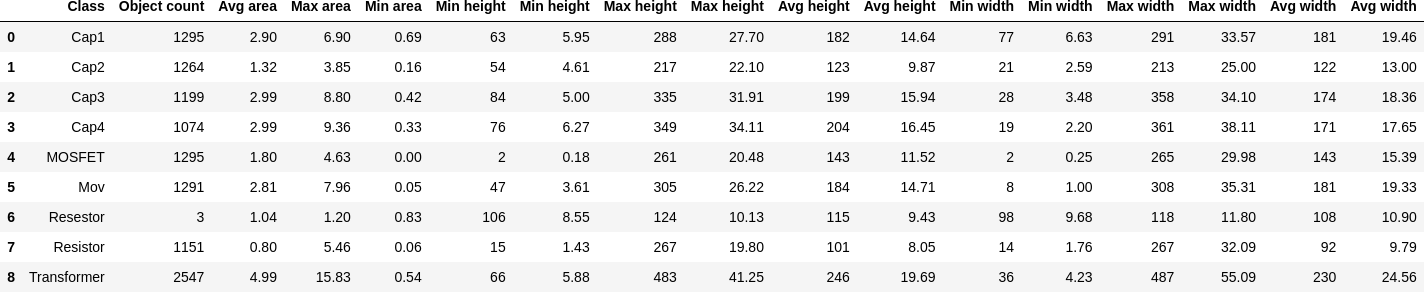 Class Object count Avg area Max area Min area Min height Min height Max height Max height Avg height Avg height Min width Min width Max width Max width Avg width Avg width
0 Cap1 1295 2.90 6.90 0.69 63 5.95 288 27.70 182 14.64 77 6.63 291 33.57 181 19.46
1 Cap2 1264 1.32 3.85 0.16 54 4.61 217 22.10 123 9.87 21 2.59 213 25.00 122 13.00
2 Cap3 1199 2.99 8.80 0.42 84 5.00 335 31.91 199 15.94 28 3.48 358 34.10 174 18.36
3 Cap4 1074 2.99 9.36 0.33 76 6.27 349 34.11 204 16.45 19 2.20 361 38.11 171 17.65
4 MOSFET 1295 1.80 4.63 0.00 2 0.18 261 20.48 143 11.52 2 0.25 265 29.98 143 15.39
5 Mov 1291 2.81 7.96 0.05 47 3.61 305 26.22 184 14.71 8 1.00 308 35.31 181 19.33
6 Resestor 3 1.04 1.20 0.83 106 8.55 124 10.13 115 9.43 98 9.68 118 11.80 108 10.90
7 Resistor 1151 0.80 5.46 0.06 15 1.43 267 19.80 101 8.05 14 1.76 267 32.09 92 9.79
8 Transformer 2547 4.99 15.83 0.54 66 5.88 483 41.25 246 19.69 36 4.23 487 55.09 230 24.56